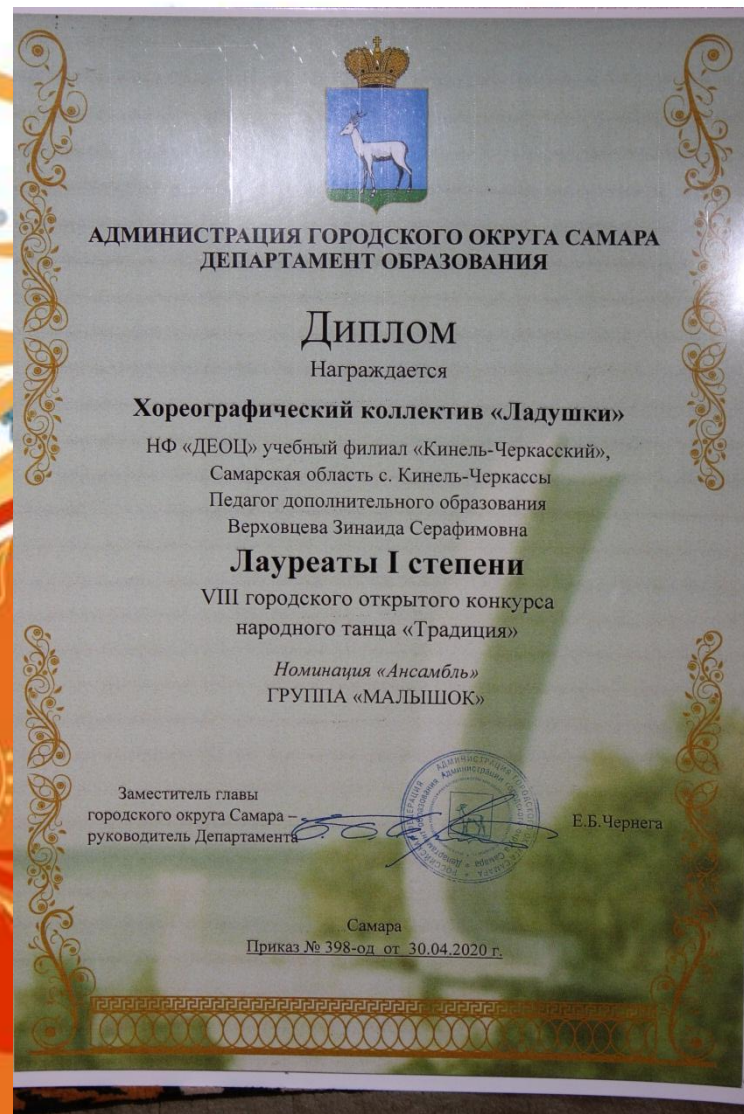 АДМИНИСТРАЦИЯ ГОРОДСКОГО ОКРУГА САМАРА
ДЕПАРТАМЕНТ ОБРАЗОВАНИЯ
Диплом
Награждается
Хореографический коллектив «Ладушки»
НФ «ДЕОЦ» учебный филиал «Кинель-Черкасский»,
Самарская область с. Кинель-Черкассы
Педагог дополнительного образования
Верховцева Зинаида Серафимовна
Лауреаты I степени
VIII городского открытого конкурса
народного танца «Традиция»
Номинация «Ансамбль»
ГРУППА «МАЛЫШОК»
Заместитель главы
городского округа Самара –
руководитель Департамента
Е.Б.Чернега
Самара
Приказ № 398-од от 30.04.2020 г.